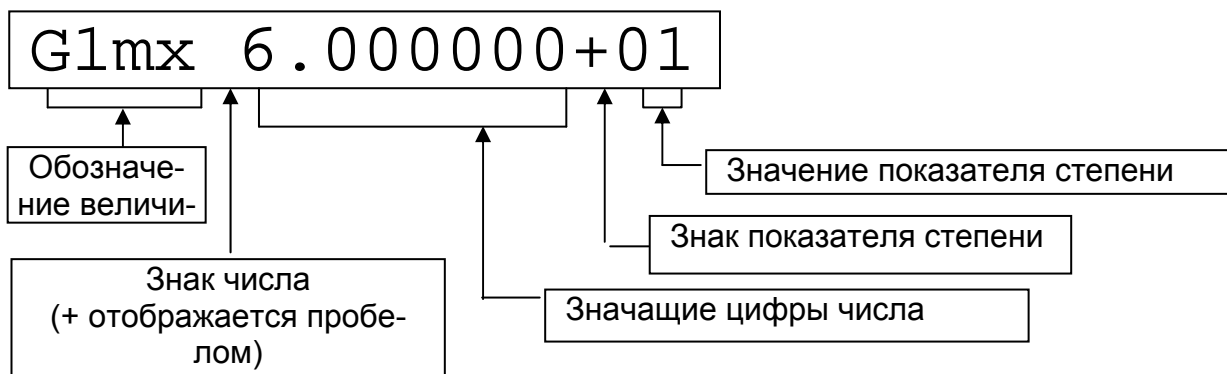 G1mx 6.000000+01
Обозначе-
ние величи-
Значение показателя степени
Знак показателя степени
Знак числа
(+ отображается пробе-
лом)
Значащие цифры числа